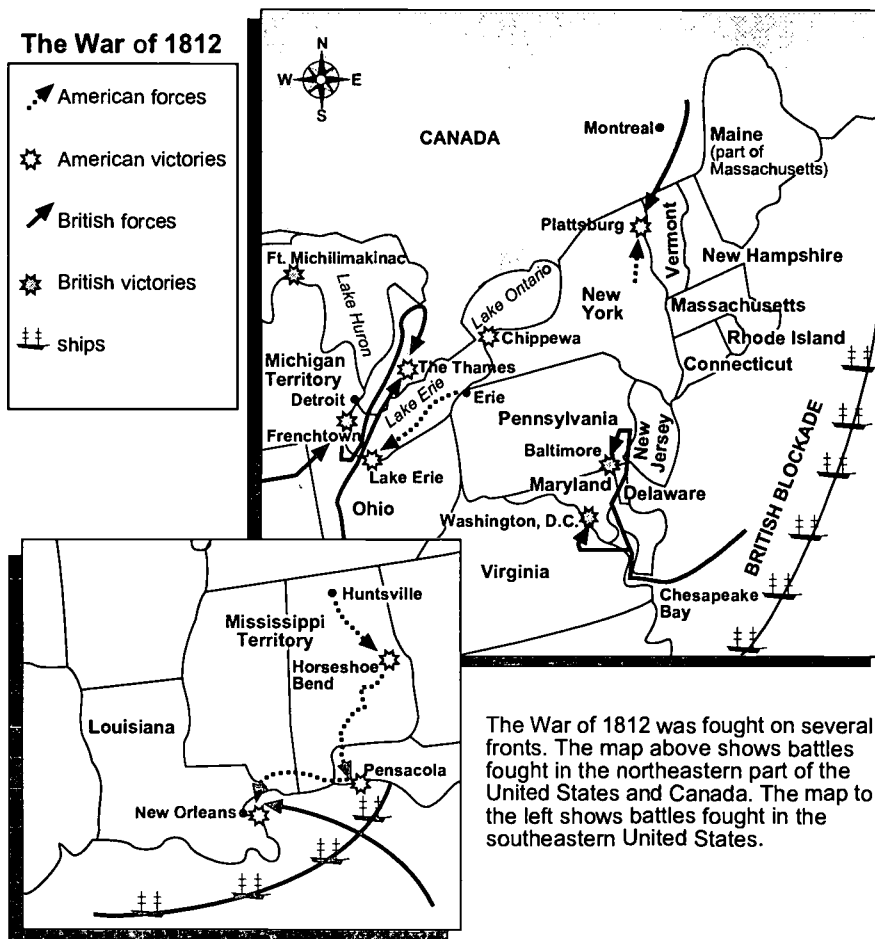 The War of 1812
American forces
American victories
British forces
British victories
ships
N
W
E
S
CANADA
Montreal
Maine
(part of
Massachusetts)
Plattsburg
Vermont
New Hampshire
Ft. Michilimakinac
Lake Huron
Lake Ontario
New
York
Massachusetts
Rhode Island
Connecticut
Chippewa
Michigan
Territory
The Thames
Detroit
Lake Erie
Erie
Pennsylvania
Frenchtown
Baltimore
New
Jersey
Lake Erie
Maryland
Delaware
Ohio
Washington, D.C.
BRITISH BLOCKADE
Virginia
Chesapeake
Bay
Huntsville
Mississippi
Territory
Horseshoe
Bend
Louisiana
Pensacola
New Orleans
The War of 1812 was fought on several
fronts. The map above shows battles
fought in the northeastern part of the
United States and Canada. The map to
the left shows battles fought in the
southeastern United States.